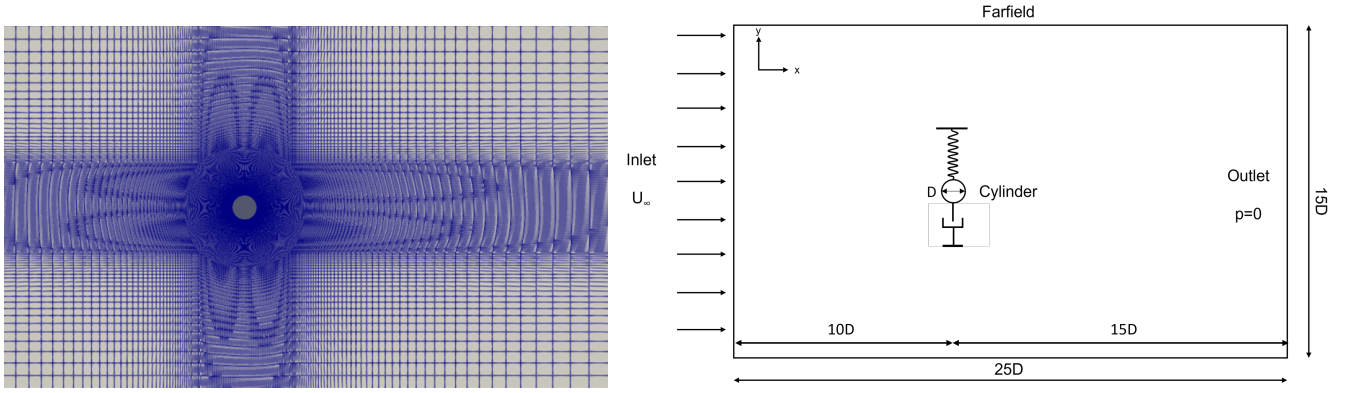 Farfield
y
x
Inlet
U∞
D
Cylinder
Outlet
p=0
15D
10D
15D
25D